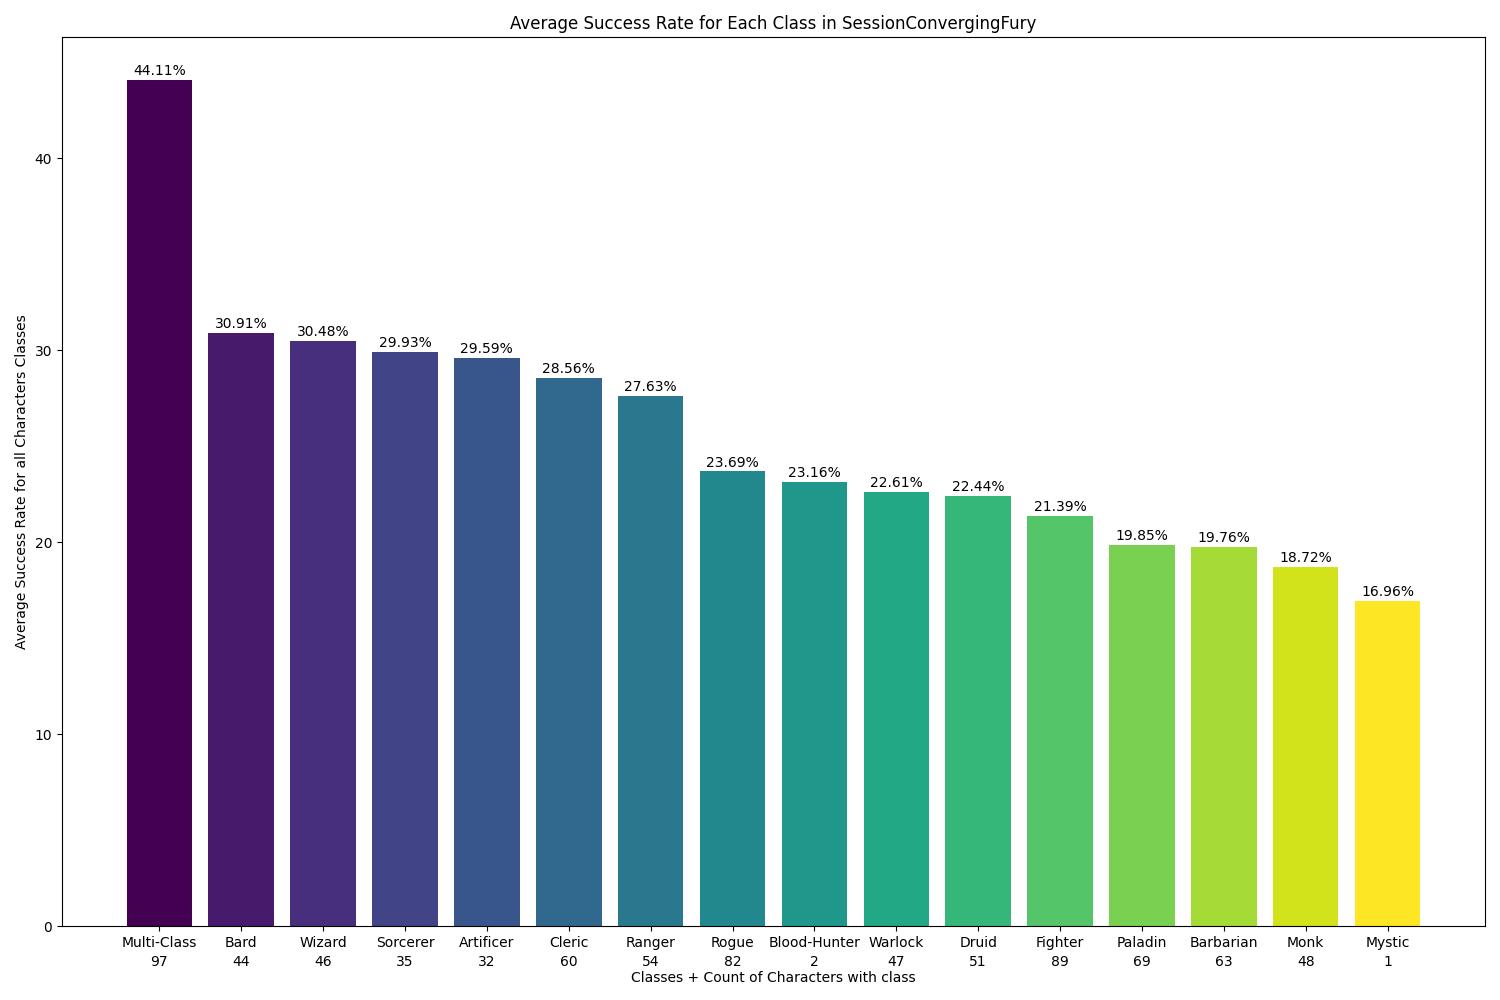 Average Success Rate for Each Class in SessionConvergingFury
Average Success Rate for all Characters Classes
40
30
20
10
0
44.11%
30.91%
30.48%
29.93%
29.59%
28.56%
27.63%
23.69%
23.16%
22.61%
22.44%
21.39%
19.85%
19.76%
18.72%
16.96%
Multi-Class
97
Bard
44
Wizard
46
Sorcerer
35
Artificer
32
Cleric
60
Ranger
54
Rogue
82
Blood-Hunter
2
Warlock
47
Druid
51
Fighter
89
Paladin
69
Barbarian
63
Monk
48
Mystic
1
Classes + Count of Characters with class